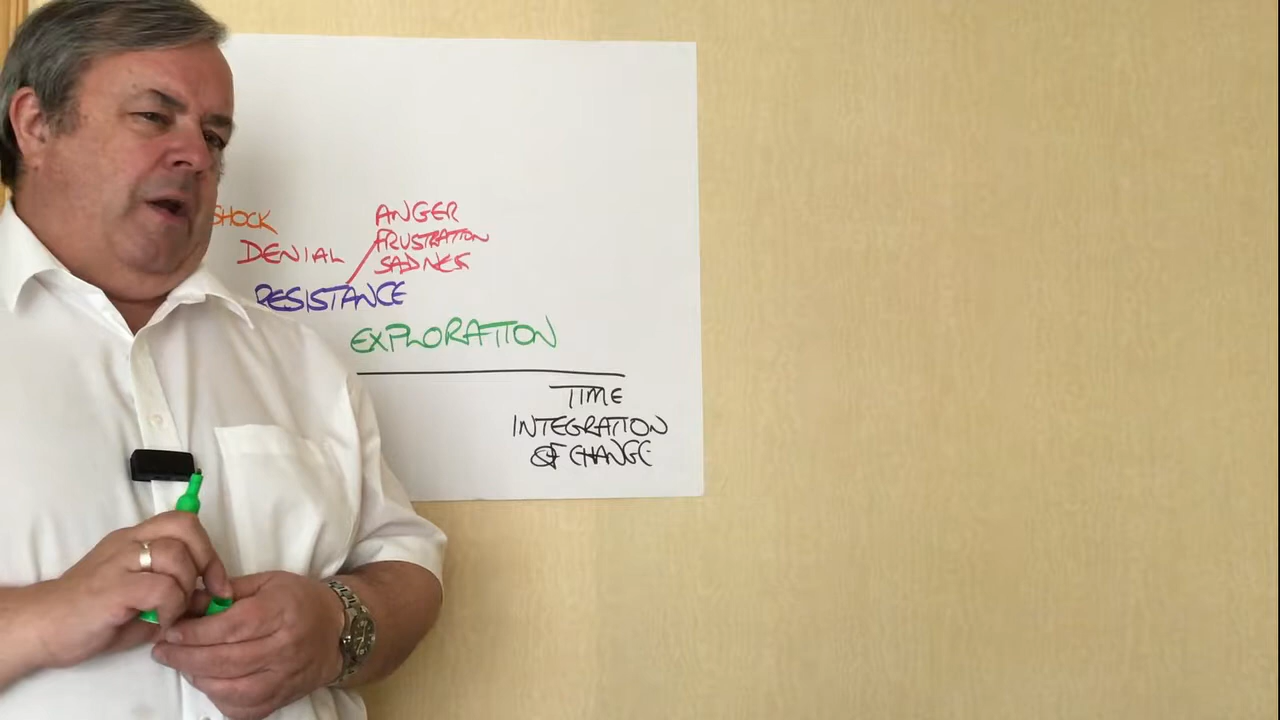 SHOCK
ANGER
FRUSTRATION
DENIAL
SADNESS
RESISTANCE
EXPLORATION
TIME
INTEGRATION
OF CHANGE